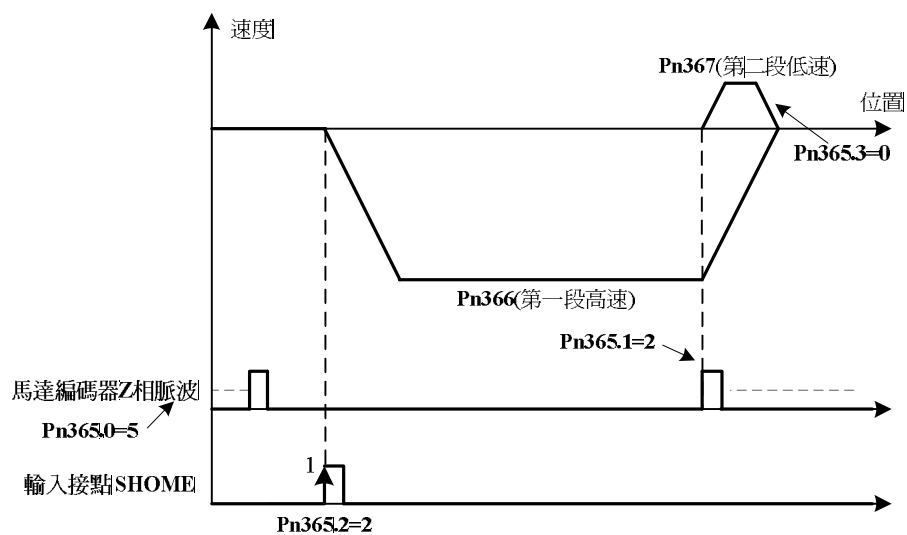 速度
Pn367(第二段低速)
位置
Pn365.3=0
Pn366(第一段高速)
Pn365.1=2
馬達編碼器Z相脈波
Pn365.0=5
1
輸入接點SHOME
Pn365.2=2